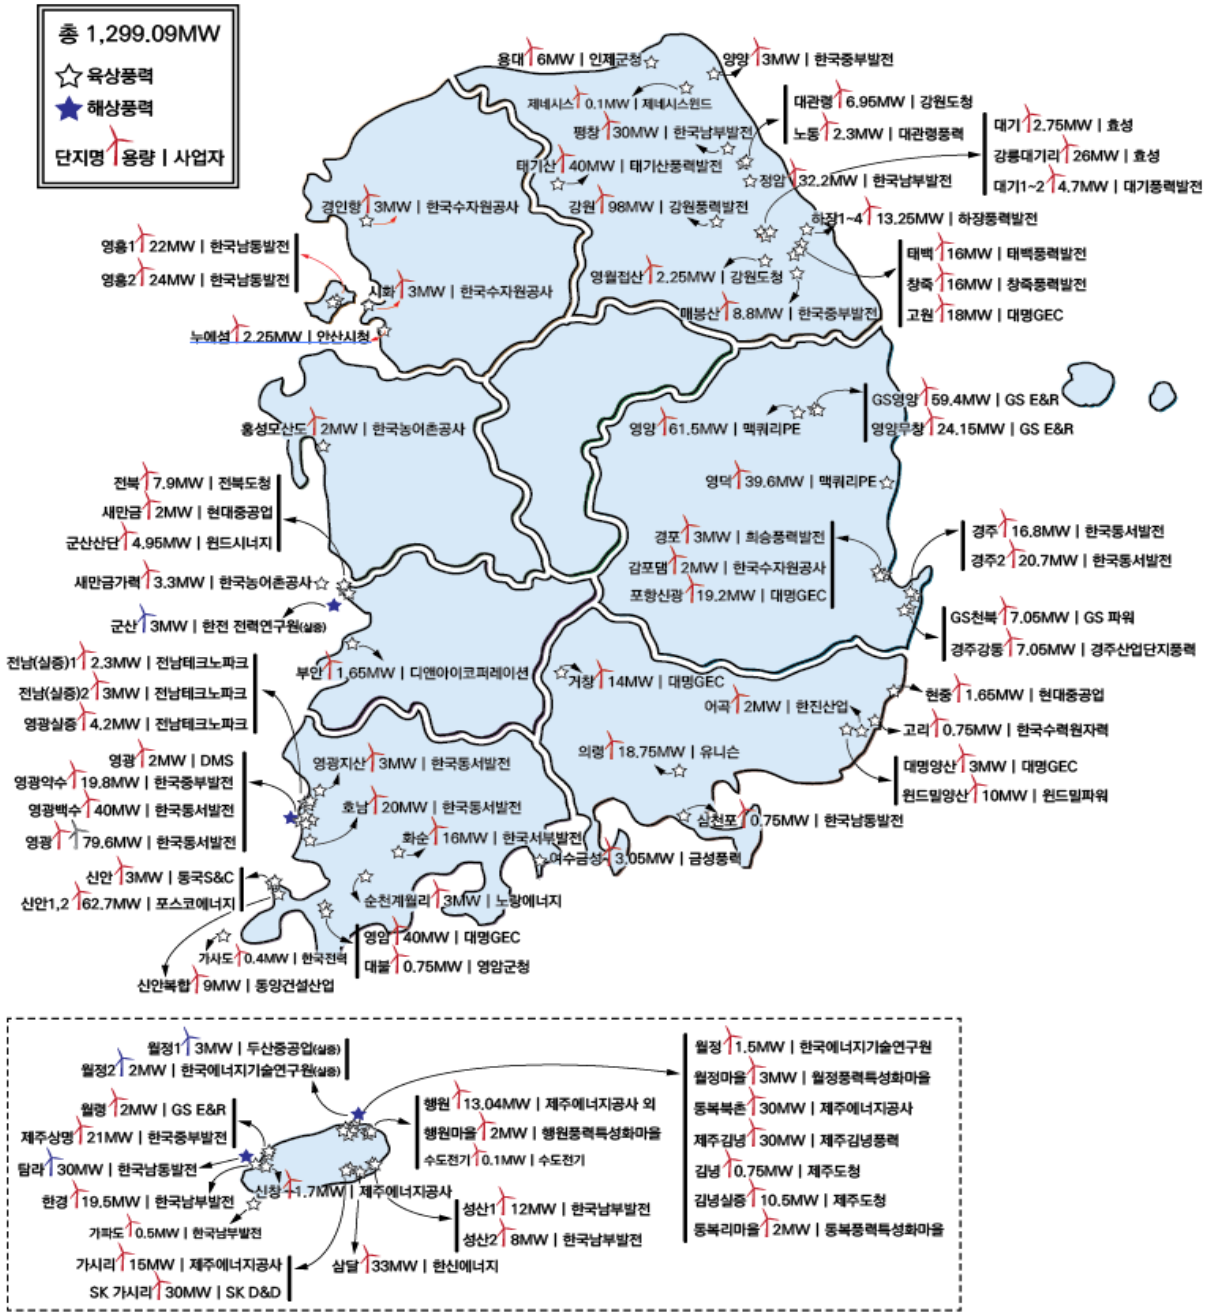 총 1,299.09MW
육상풍력
해상풍력
단지명 용량 | 사업자
용대 6MW | 인제군청
양양 3MW | 한국중부발전
제네시스 0.1MW | 제네시스윈드
대관령 6.95MW | 강원도청
노동 2.3MW | 대관령풍력
평창 30MW | 한국남부발전
대기 2.75MW | 효성
강릉대기리 26MW | 효성
대기1~2 4.7MW | 대기풍력발전
태기산 40MW | 태기산풍력발전
정암 32.2MW | 한국남부발전
경인항 3MW | 한국수자원공사
강원 98MW | 강원풍력발전
하장1~4 13.25MW | 하장풍력발전
영흥1 22MW | 한국남동발전
영흥2 24MW | 한국남동발전
태백 16MW | 태백풍력발전
창죽 16MW | 창죽풍력발전
고원 18MW | 대명GEC
영월접산 2.25MW | 강원도청
시화 3MW | 한국수자원공사
매봉산 8.8MW | 한국중부발전
누에섬 2.25MW | 안산시청
GS영양 59.4MW | GS E&R
영양무창 24.15MW | GS E&R
홍성모산도 2MW | 한국농어촌공사
영양 61.5MW | 맥쿼리PE
전북 7.9MW | 전북도청
새만금 2MW | 현대중공업
군산산단 4.95MW | 윈드시너지
영덕 39.6MW | 맥쿼리PE
경포 3MW | 희승풍력발전
감포댐 2MW | 한국수자원공사
포항신광 19.2MW | 대명GEC
경주 16.8MW | 한국동서발전
경주2 20.7MW | 한국동서발전
새만금가력 3.3MW | 한국농어촌공사
군산 3MW | 한전 전력연구원(실증)
GS천북 7.05MW | GS 파워
경주강동 7.05MW | 경주산업단지풍력
전남(실증)1 2.3MW | 전남테크노파크
전남(실증)2 3MW | 전남테크노파크
영광실증 4.2MW | 전남테크노파크
부안 1.65MW | 디앤아이코퍼레이션
거창 14MW | 대명GEC
어곡 2MW | 한진산업
현중 1.65MW | 현대중공업
고리 0.75MW | 한국수력원자력
영광 2MW | DMS
영광약수 19.8MW | 한국중부발전
영광백수 40MW | 한국동서발전
영광 79.6MW | 한국동서발전
영광지산 3MW | 한국동서발전
의령 18.75MW | 유니슨
대명양산 3MW | 대명GEC
윈드밀양산 10MW | 윈드밀파워
호남 20MW | 한국동서발전
삼천포 0.75MW | 한국남동발전
화순 16MW | 한국서부발전
여수금성 3.05MW | 금성풍력
신안 3MW | 동국S&C
신안1,2 62.7MW | 포스코에너지
순천계월리 3MW | 노랑에너지
영암 40MW | 대명GEC
대불 0.75MW | 영암군청
가사도 0.4MW | 한국전력
신안복합 9MW | 동양건설산업
월정1 3MW | 두산중공업(실증)
월정2 2MW | 한국에너지기술연구원(실증)
월정 1.5MW | 한국에너지기술연구원
월정마을 3MW | 월정풍력특성화마을
동복북촌 30MW | 제주에너지공사
제주김녕 30MW | 제주김녕풍력
김녕 0.75MW | 제주도청
김녕실증 10.5MW | 제주도청
동복리마을 2MW | 동복풍력특성화마을
월령 2MW | GS E&R
제주상명 21MW | 한국중부발전
탐라 30MW | 한국남동발전
한경 19.5MW | 한국남부발전
행원 13.04MW | 제주에너지공사 외
행원마을 2MW | 행원풍력특성화마을
수도전기 0.1MW | 수도전기
신창 1.7MW | 제주에너지공사
가파도 0.5MW | 한국남부발전
성산1 12MW | 한국남부발전
성산2 8MW | 한국남부발전
가시리 15MW | 제주에너지공사
SK 가시리 30MW | SK D&D
삼달 33MW | 한신에너지